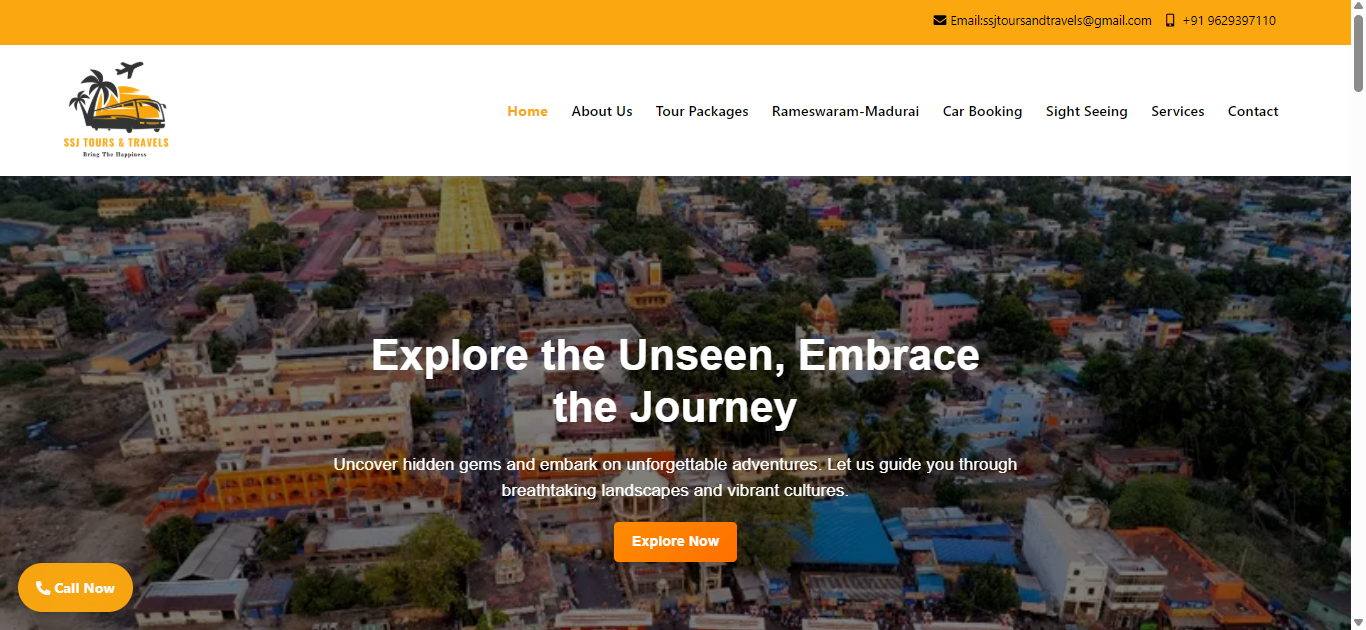 Email:ssjtoursandtravels@gmail.com +91 9629397110
SSJ TOURS & TRAVELS
Bring The Happiness
Home About Us Tour Packages Rameswaram-Madurai Car Booking Sight Seeing Services Contact
Explore the Unseen, Embrace
the Journey
Uncover hidden gems and embark on unforgettable adventures. Let us guide you through
breathtaking landscapes and vibrant cultures.
Explore Now
Call Now